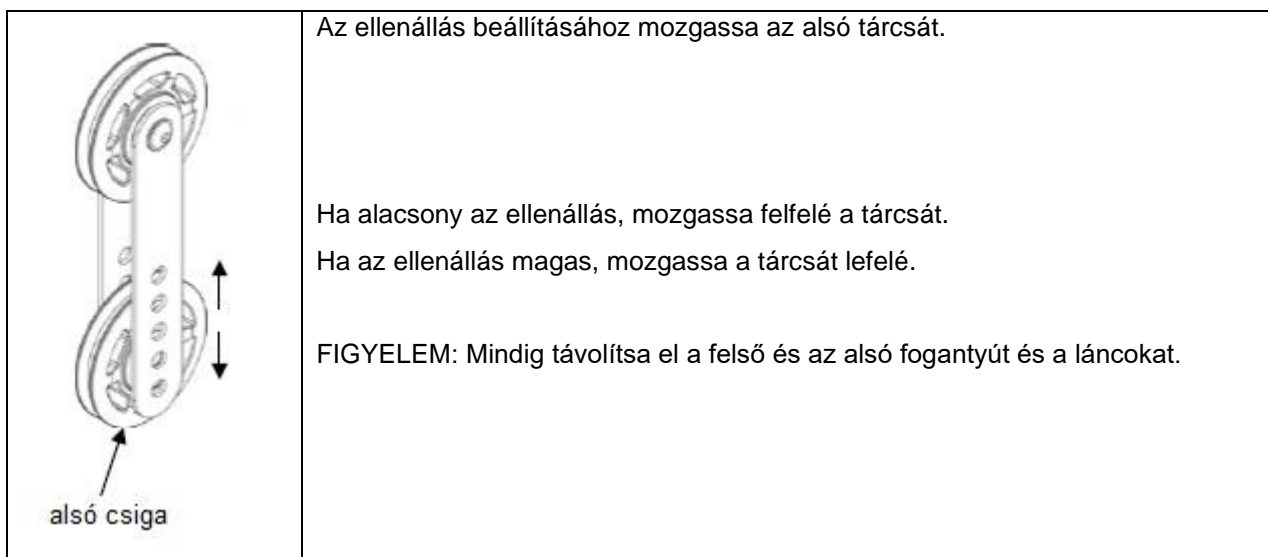 Az ellenállás beállításához mozgassa az alsó tárcsát.
Ha alacsony az ellenállás, mozgassa felfelé a tárcsát.
Ha az ellenállás magas, mozgassa a tárcsát lefelé.
FIGYELEM: Mindig távolítsa el a felső és az alsó fogantyút és a láncokat.
alsó csiga